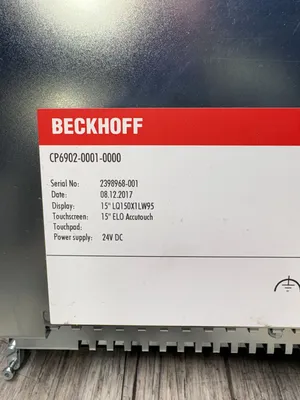 BECKHOFF
CP6902-0001-0000
Serial No: 2398968-001
Date: 08.12.2017
Display: 15" LQ150X1LW95
Touchscreen: 15" ELO Accutouch
Touchpad:
Power supply: 24V DC